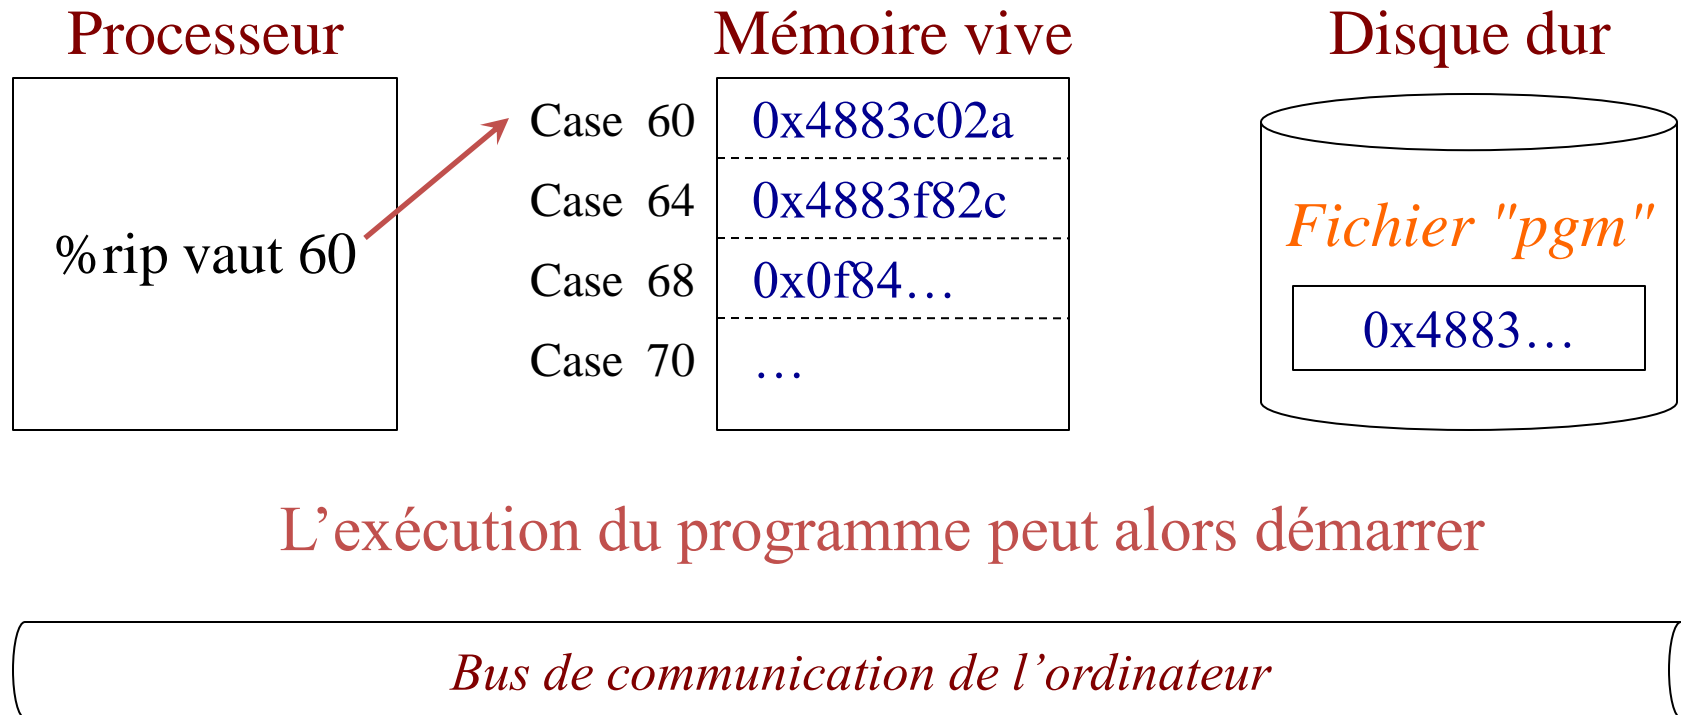 Processeur
Mémoire vive
Disque dur
%rip vaut 60
Case 60 0x4883c02a
Case 64 0x4883f82c
Case 68 0x0f84…
Case 70 …
Fichier "pgm"
0x4883…
L’exécution du programme peut alors démarrer
Bus de communication de l’ordinateur